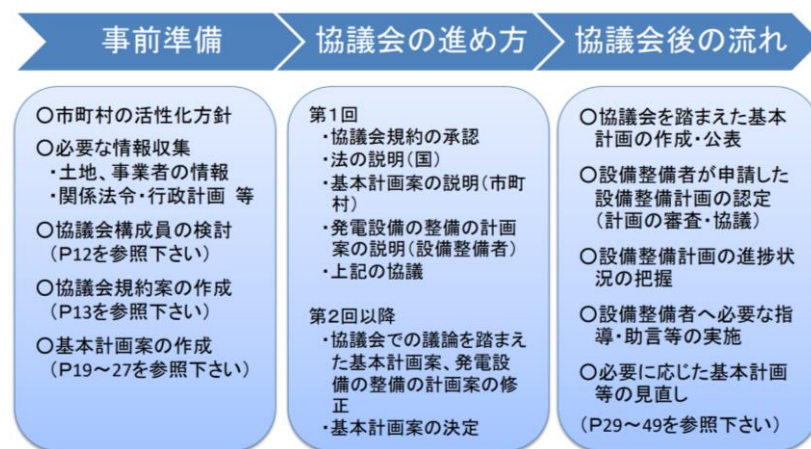 事前準備
協議会の進め方
協議会後の流れ
○市町村の活性化方針
○必要な情報収集
・土地、事業者の情報
・関係法令・行政計画 等
○協議会構成員の検討
(P12を参照下さい)
○協議会規約案の作成
(P13を参照下さい)
○基本計画案の作成
(P19～27を参照下さい)
第1回
・協議会規約の承認
・法の説明(国)
・基本計画案の説明(市町
村)
・発電設備の整備の計画
案の説明(設備整備者)
・上記の協議
第2回以降
・協議会での議論を踏まえ
た基本計画案、発電設
備の整備の計画案の修
正
・基本計画案の決定
○協議会を踏まえた基本
計画の作成・公表
○設備整備者が申請した
設備整備計画の認定
(計画の審査・協議)
○設備整備計画の進捗状
況の把握
○設備整備者へ必要な指
導・助言等の実施
○必要に応じた基本計画
等の見直し
(P29～49を参照下さい)